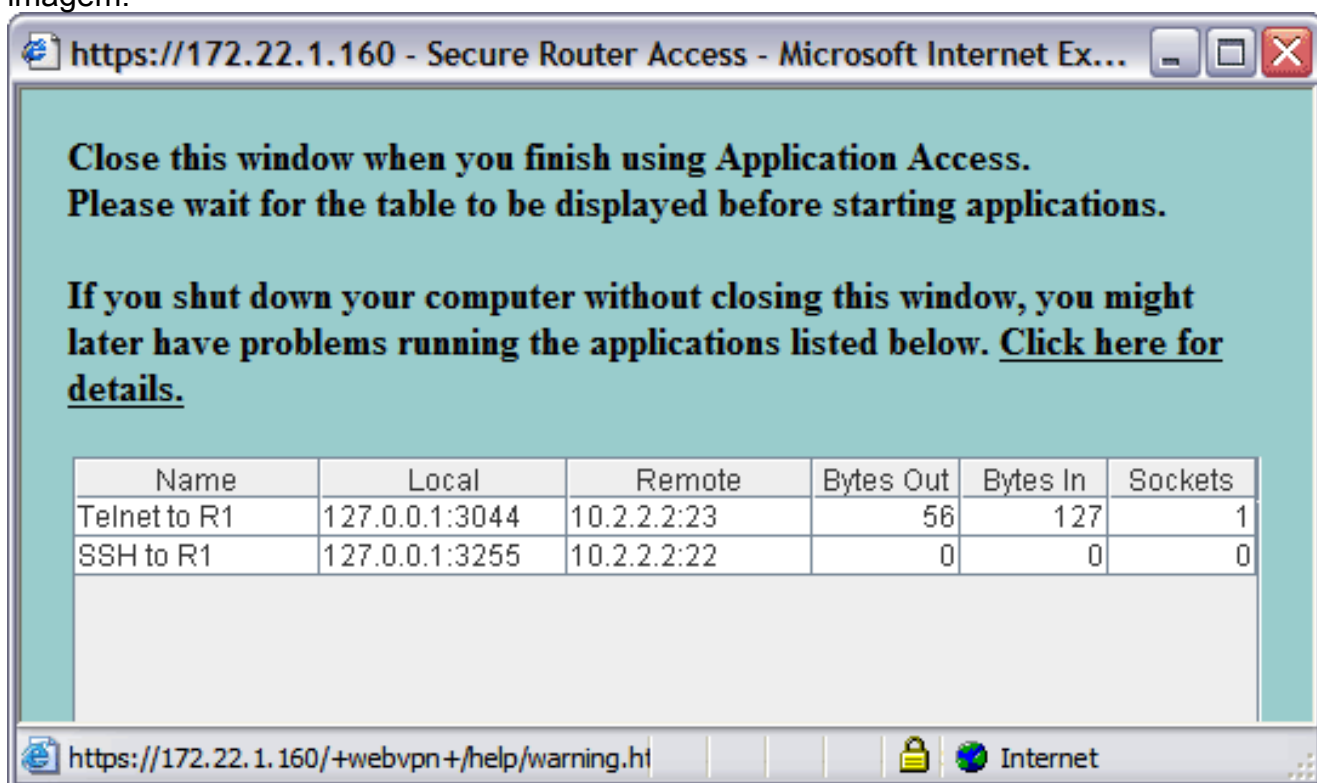 imagem:
https://172.22.1.160 - Secure Router Access - Microsoft Internet Ex...
Close this window when you finish using Application Access.
Please wait for the table to be displayed before starting applications.
If you shut down your computer without closing this window, you might
later have problems running the applications listed below. Click here for
details.
Name Local Remote Bytes Out Bytes In Sockets
Telnet to R1 127.0.0.1:3044 10.2.2.2:23 56 127 1
SSH to R1 127.0.0.1:3255 10.2.2.2:22 0 0 0
https://172.22.1.160/+webvpn+/help/warning.ht Internet